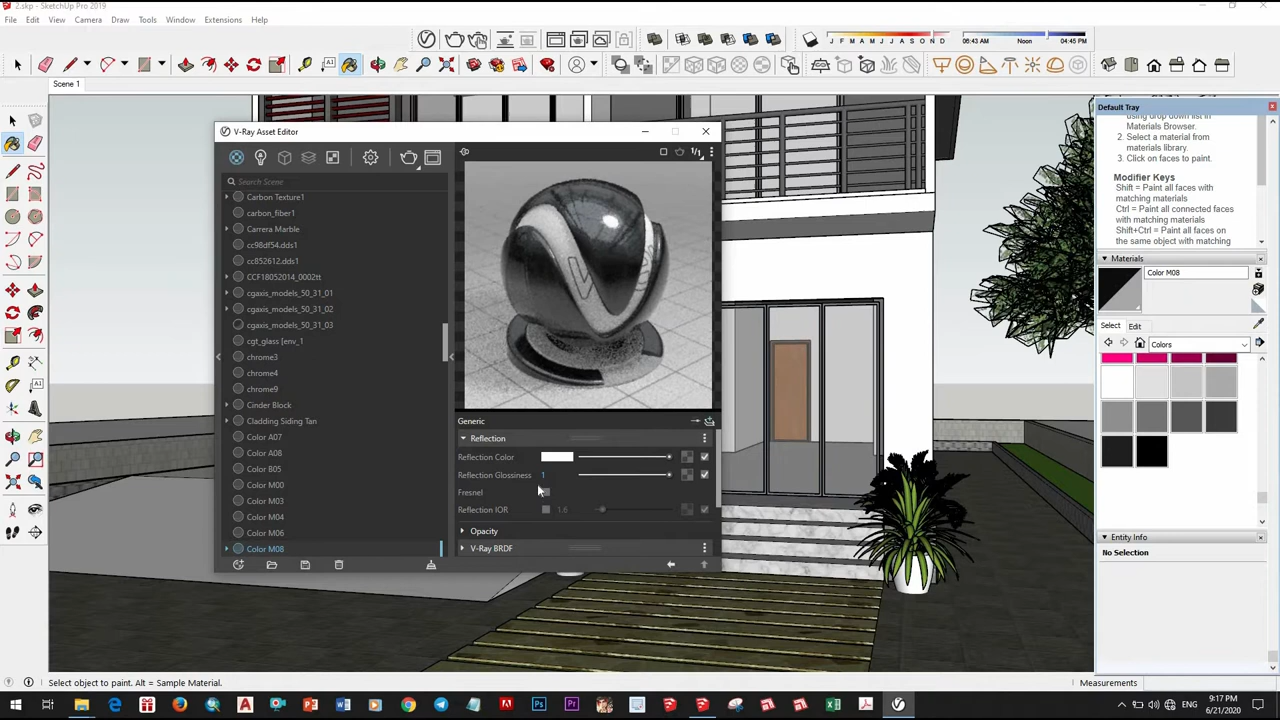 2.skp - SketchUp Pro 2019
File Edit View Camera Draw Tools Window Extensions Help
J F M A M J J A S O N D 06:43 AM Noon 04:45 PM
Scene 1
V-Ray Asset Editor
1/1
Search Scene
Carbon Texture1
carbon_fiber1
Carrera Marble
cc98df54.dds1
cc852612.dds1
CCF18052014_0002tt
cgaxis_models_50_31_01
cgaxis_models_50_31_02
cgaxis_models_50_31_03
cgt_glass [env_1
chrome3
chrome4
chrome9
Cinder Block
Cladding Siding Tan
Color A07
Color A08
Color B05
Color M00
Color M03
Color M04
Color M06
Color M08
Generic
Reflection
Reflection Color
Reflection Glossiness 1
Fresnel
Reflection IOR 1.6
Opacity
V-Ray BRDF
Default Tray
using drop down list in
Materials Browser.
2. Select a material from
materials library.
3. Click on faces to paint.
Modifier Keys
Shift = Paint all faces with
matching materials
Ctrl = Paint all connected faces
with matching materials
Shift+Ctrl = Paint all faces on
the same object with matching
Materials
Color M08
Select Edit
Colors
Entity Info
No Selection
Select object to paint. Alt = Sample Material.
Measurements
9:17 PM
6/21/2020